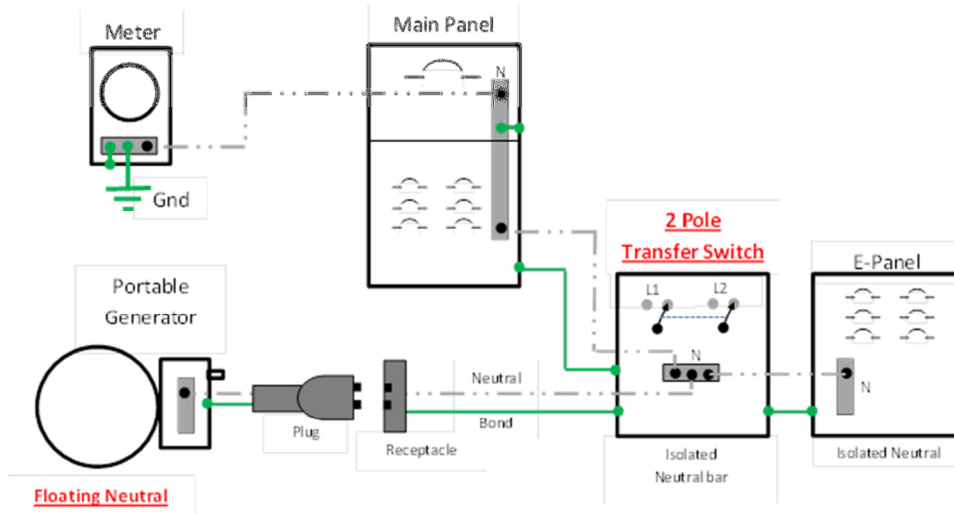 Meter
Main Panel
N
Gnd
2 Pole
Transfer Switch
E-Panel
L1
L2
Portable
Generator
N
Neutral
N
Bond
Plug
Receptacle
Isolated
Neutral bar
Isolated Neutral
Floating Neutral